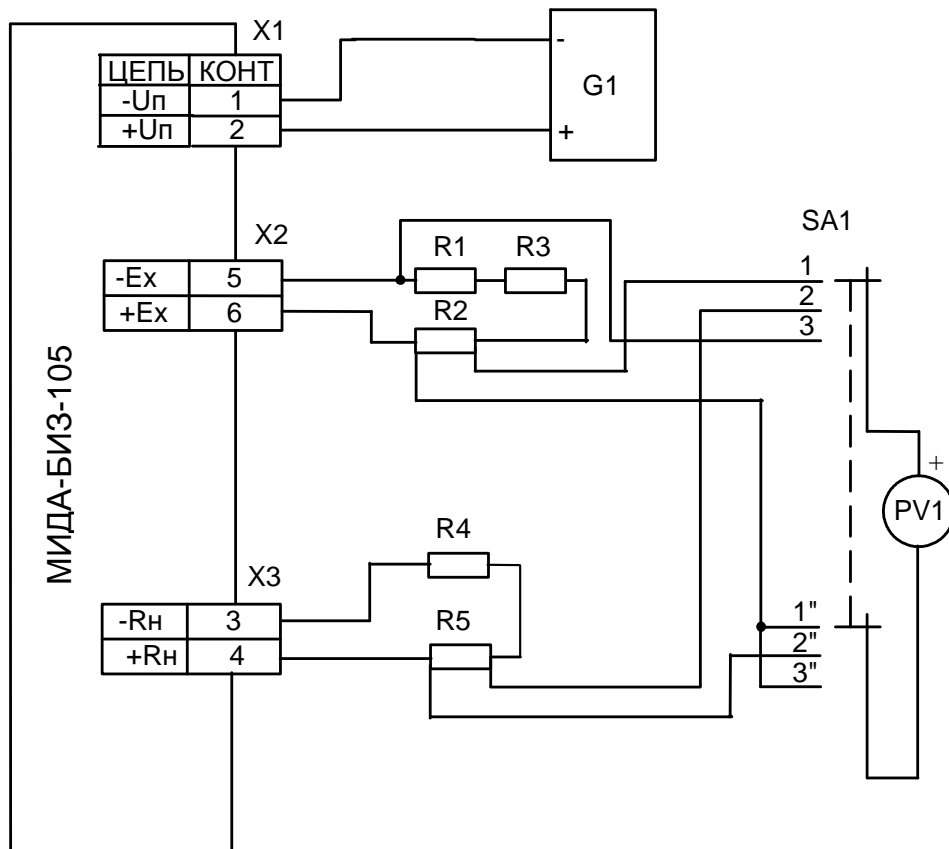 X1
ЦЕПЬ КОНТ
-Uп 1
+Uп 2
-
G1
+
X2
-Ex 5
+Ex 6
R1 R3
R2
SA1
1
2
3
МИДА-БИЗ-105
+
PV1
R4
X3
-Rн 3
+Rн 4
R5
1"
2"
3"